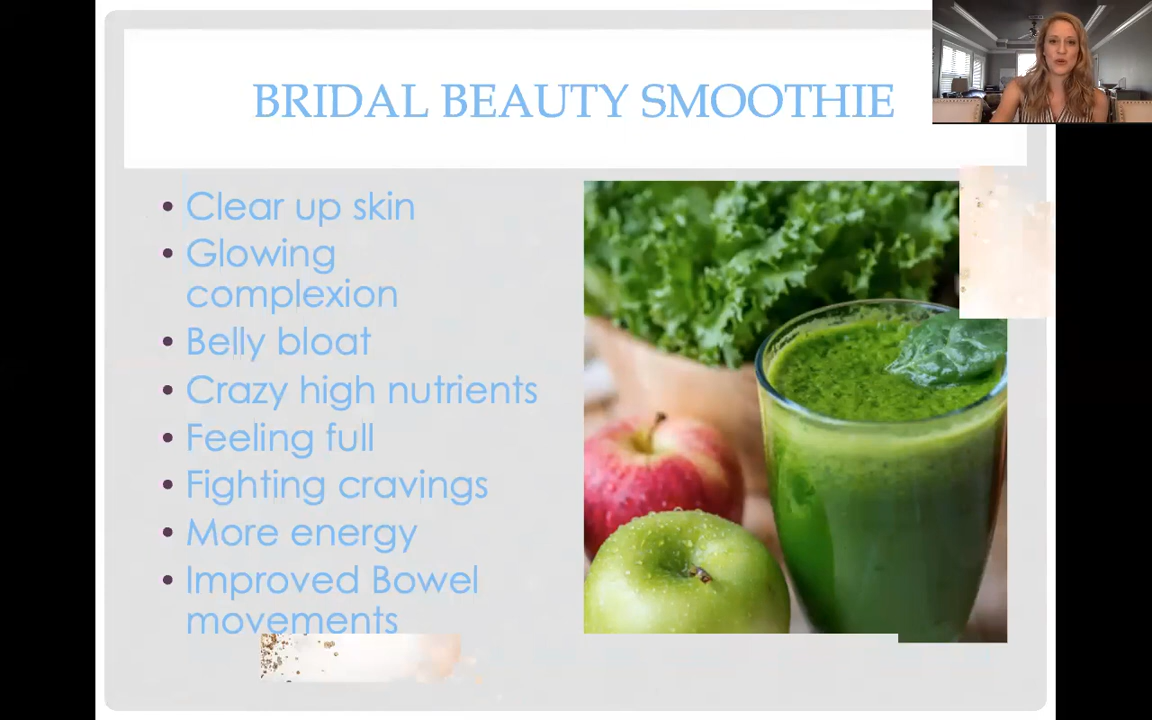 BRIDAL BEAUTY SMOOTHIE
• Clear up skin
• Glowing
complexion
• Belly bloat
• Crazy high nutrients
• Feeling full
• Fighting cravings
• More energy
• Improved Bowel
movements